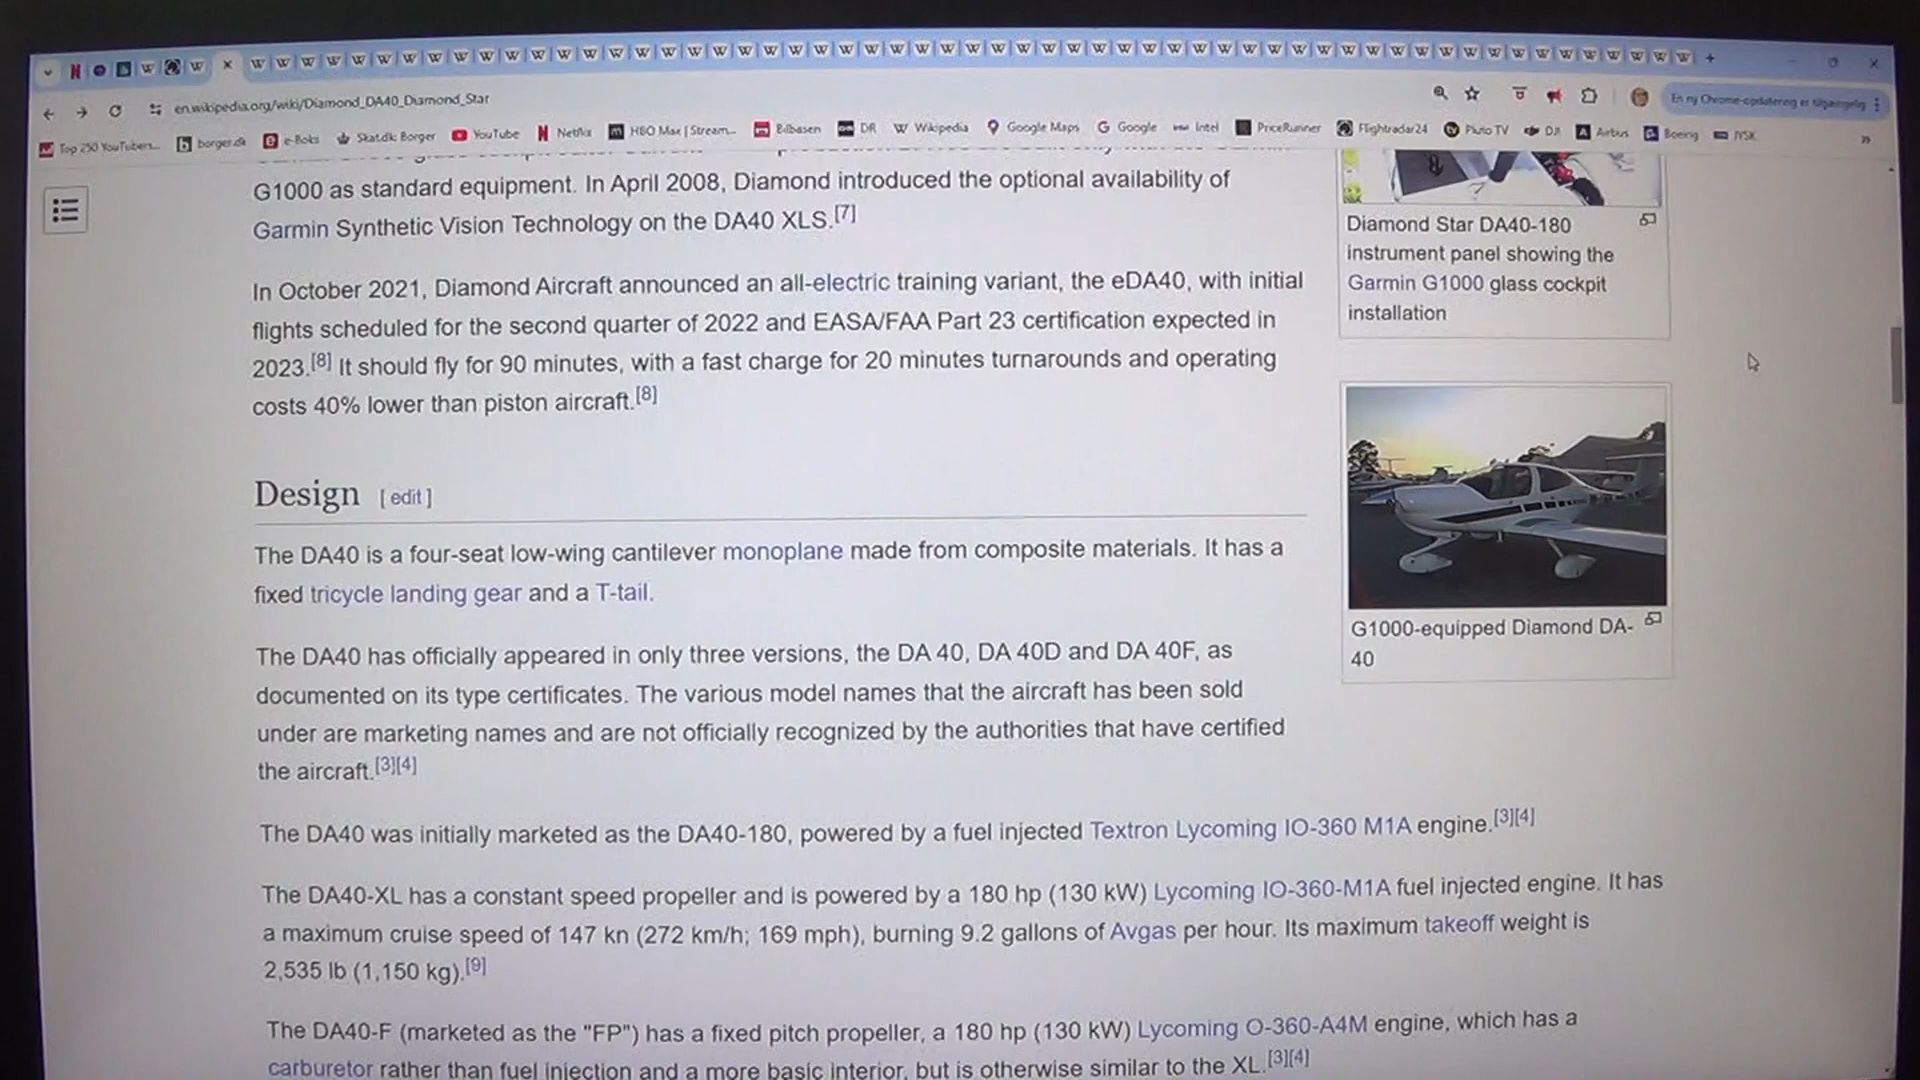 en.wikipedia.org/wiki/Diamond_DA40_Diamond_Star
En ny Chrome-opdatering er tilgængelig
Top 250 YouTubers...
borger.dk
e-Boks
Skat.dk: Borger
YouTube
Netflix
HBO Max | Stream...
Bilbasen
DR
Wikipedia
Google Maps
Google
Intel
PriceRunner
Flightradar24
Pluto TV
DJI
Airbus
Boeing
JYSK
G1000 as standard equipment. In April 2008, Diamond introduced the optional availability of
Garmin Synthetic Vision Technology on the DA40 XLS.[7]
In October 2021, Diamond Aircraft announced an all-electric training variant, the eDA40, with initial
flights scheduled for the second quarter of 2022 and EASA/FAA Part 23 certification expected in
2023.[8] It should fly for 90 minutes, with a fast charge for 20 minutes turnarounds and operating
costs 40% lower than piston aircraft.[8]
Diamond Star DA40-180
instrument panel showing the
Garmin G1000 glass cockpit
installation
Design [ edit ]
The DA40 is a four-seat low-wing cantilever monoplane made from composite materials. It has a
fixed tricycle landing gear and a T-tail.
The DA40 has officially appeared in only three versions, the DA 40, DA 40D and DA 40F, as
documented on its type certificates. The various model names that the aircraft has been sold
under are marketing names and are not officially recognized by the authorities that have certified
the aircraft.[3][4]
G1000-equipped Diamond DA-
40
The DA40 was initially marketed as the DA40-180, powered by a fuel injected Textron Lycoming IO-360 M1A engine.[3][4]
The DA40-XL has a constant speed propeller and is powered by a 180 hp (130 kW) Lycoming IO-360-M1A fuel injected engine. It has
a maximum cruise speed of 147 kn (272 km/h; 169 mph), burning 9.2 gallons of Avgas per hour. Its maximum takeoff weight is
2,535 lb (1,150 kg).[9]
The DA40-F (marketed as the "FP") has a fixed pitch propeller, a 180 hp (130 kW) Lycoming O-360-A4M engine, which has a
carburetor rather than fuel injection and a more basic interior, but is otherwise similar to the XL.[3][4]